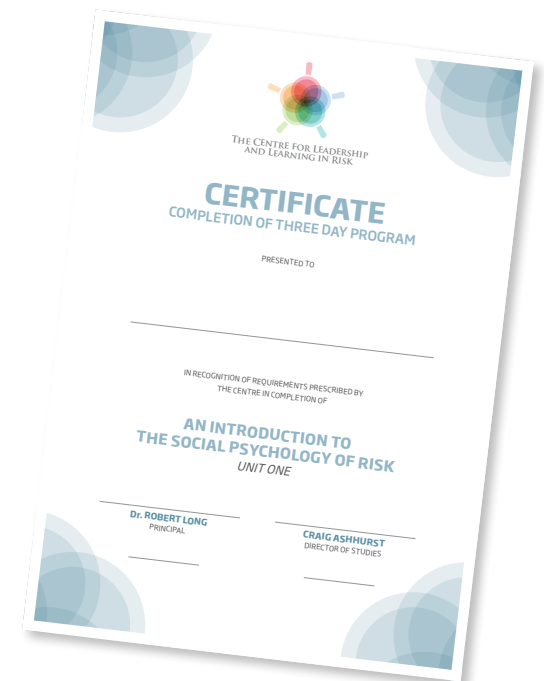 THE CENTRE FOR LEADERSHIP
AND LEARNING IN RISK
CERTIFICATE
COMPLETION OF THREE DAY PROGRAM
PRESENTED TO
IN RECOGNITION OF REQUIREMENTS PRESCRIBED BY
THE CENTRE IN COMPLETION OF
AN INTRODUCTION TO
THE SOCIAL PSYCHOLOGY OF RISK
UNIT ONE
Dr. ROBERT LONG
PRINCIPAL
CRAIG ASHHURST
DIRECTOR OF STUDIES